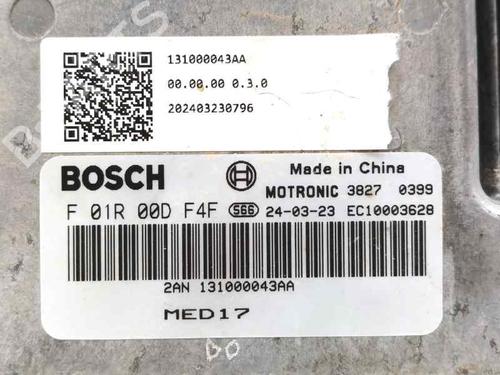 131000043AA
00.00.00 0.3.0
202403230796
BOSCH
Made in China
MOTRONIC 3827 0399
F 01R 00D F4F S66 24-03-23 EC10003628
2AN 131000043AA
MED17